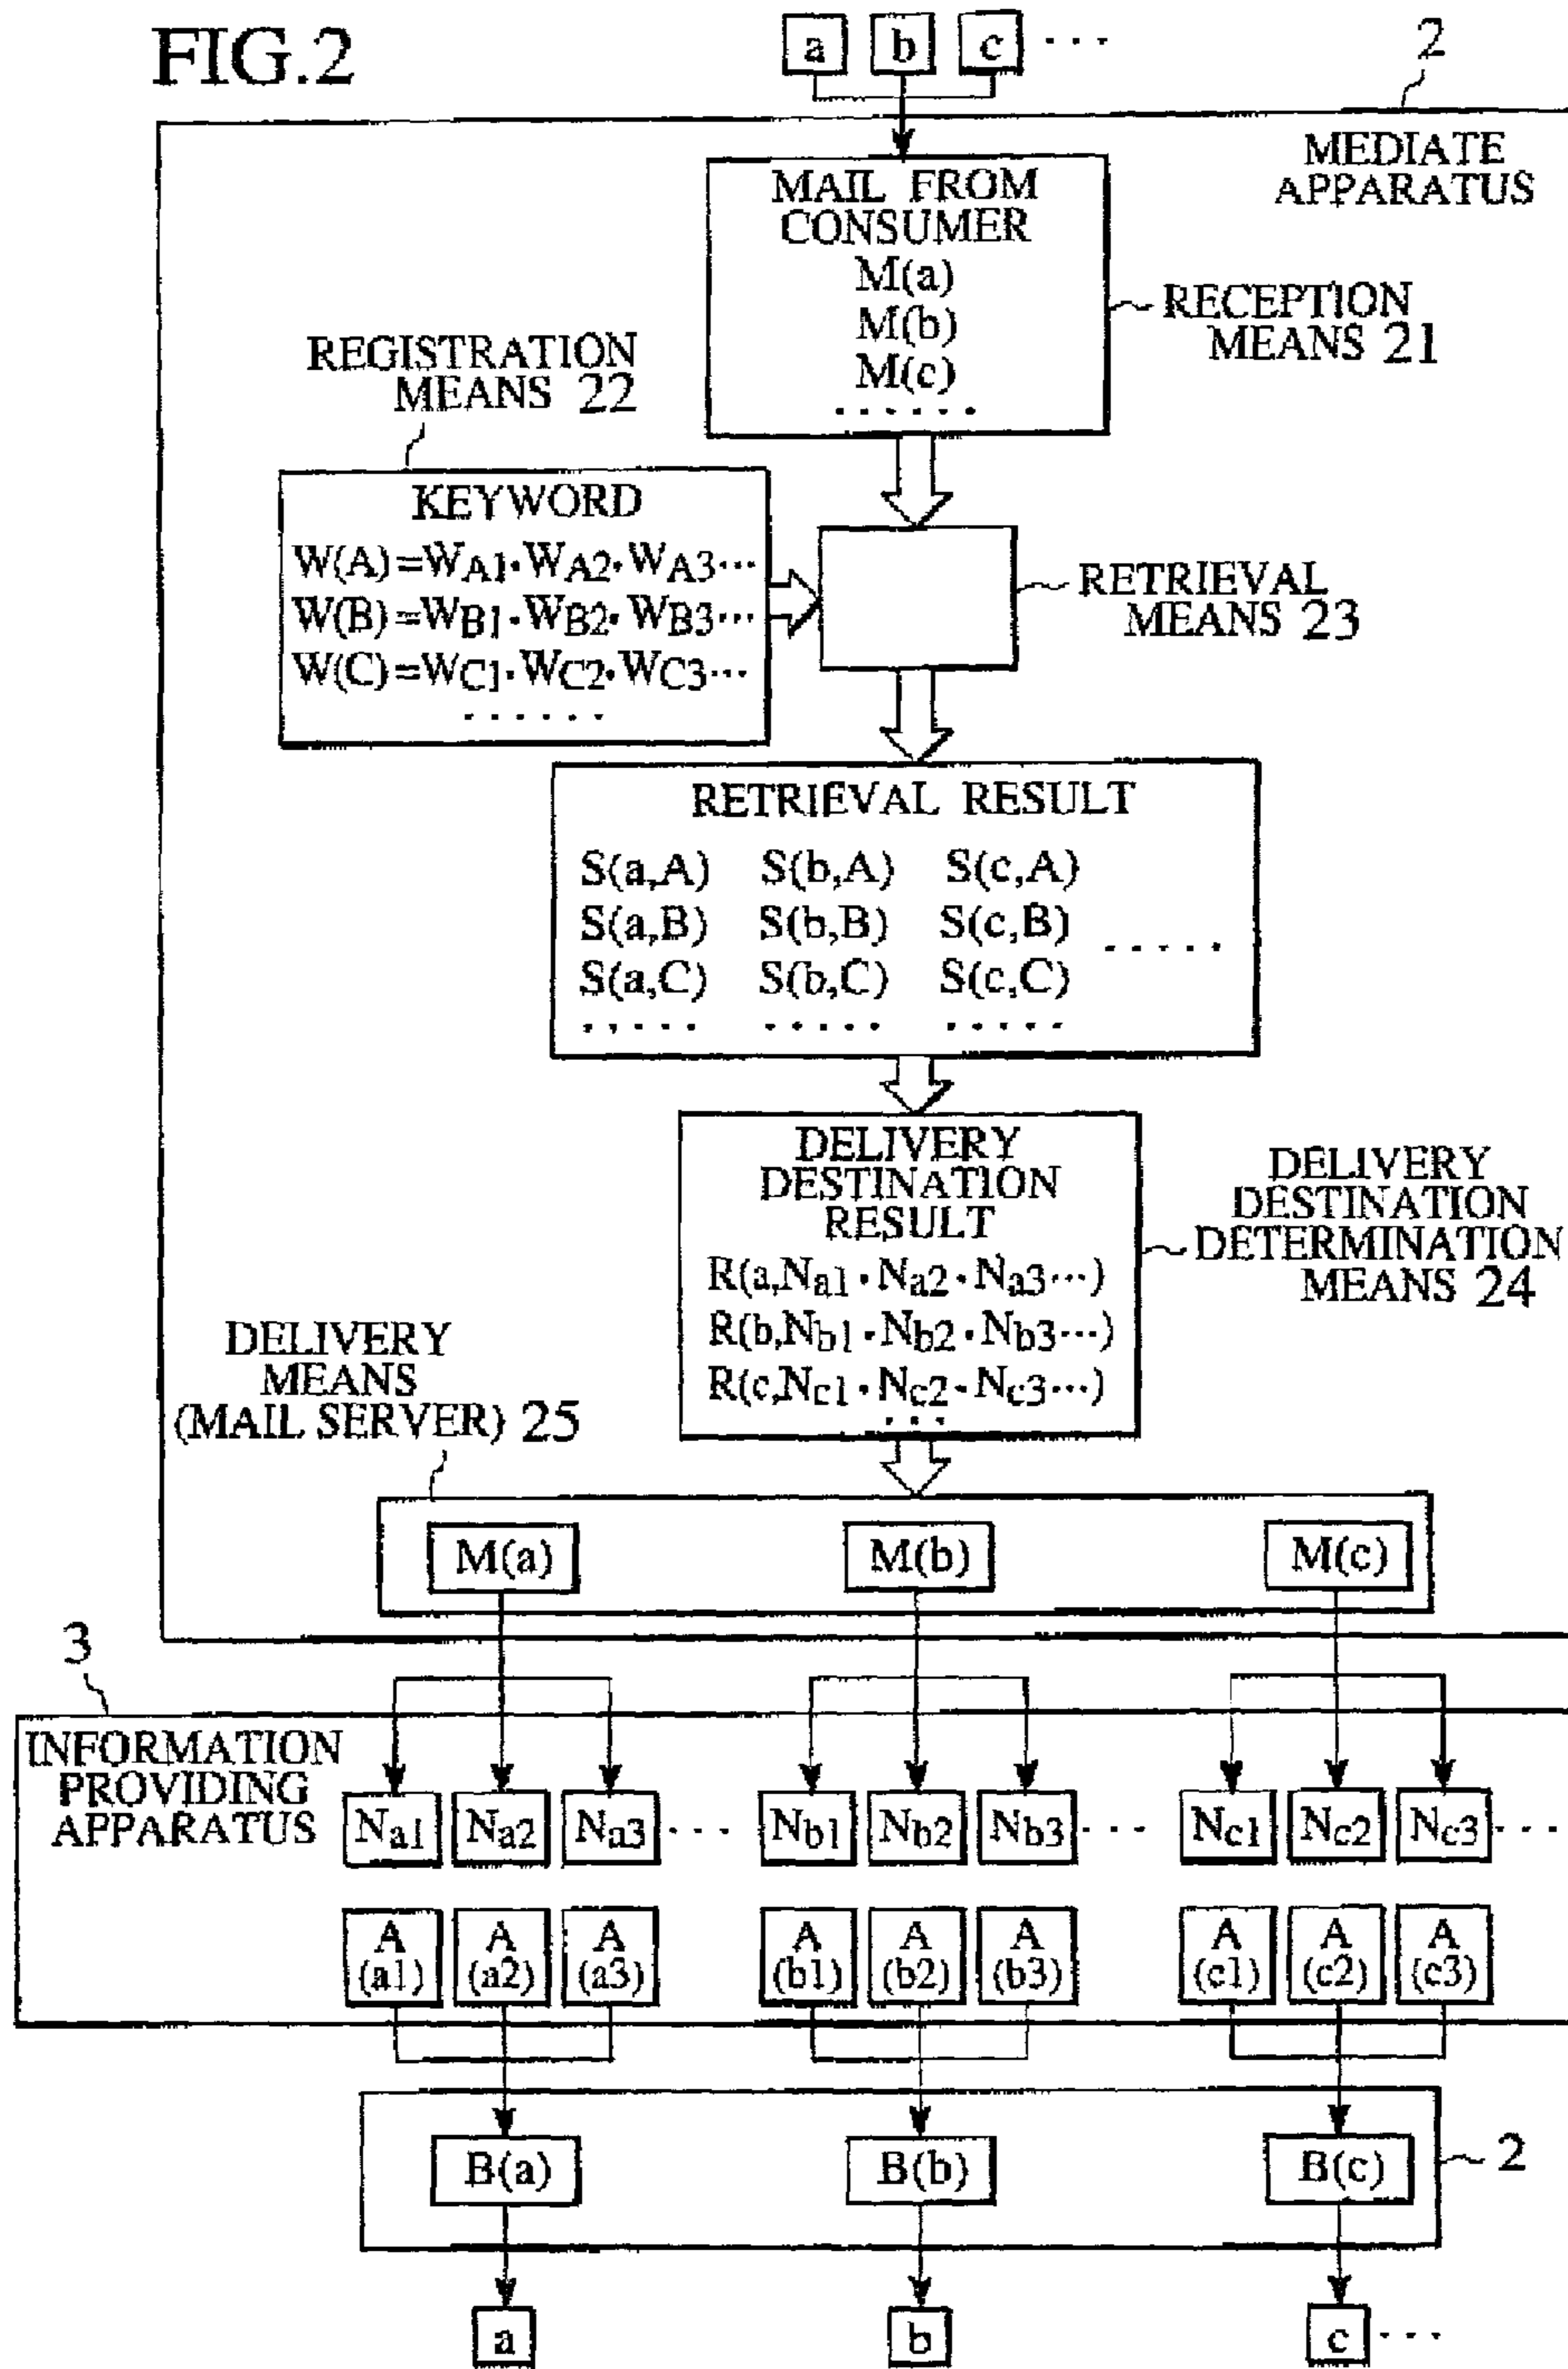 FIG.2
a b c ...
2
MEDIATE
APPARATUS
MAIL FROM
CONSUMER
M(a)
M(b)
M(c)
......
RECEPTION
MEANS 21
REGISTRATION
MEANS 22
KEYWORD
W(A)=WA1·WA2·WA3...
W(B)=WB1·WB2·WB3...
W(C)=WC1·WC2·WC3...
......
RETRIEVAL
MEANS 23
RETRIEVAL RESULT
S(a,A) S(b,A) S(c,A)
S(a,B) S(b,B) S(c,B) .....
S(a,C) S(b,C) S(c,C)
..... ..... .....
DELIVERY
DESTINATION
RESULT
R(a,Na1·Na2·Na3...)
R(b,Nb1·Nb2·Nb3...)
R(c,Nc1·Nc2·Nc3...)
...
DELIVERY
DESTINATION
DETERMINATION
MEANS 24
DELIVERY
MEANS
(MAIL SERVER) 25
M(a) M(b) M(c)
3
INFORMATION
PROVIDING
APPARATUS
Na1 Na2 Na3 ... Nb1 Nb2 Nb3 ... Nc1 Nc2 Nc3 ...
A A A A A A A A A
(a1) (a2) (a3) (b1) (b2) (b3) (c1) (c2) (c3)
B(a) B(b) B(c) 2
a b c ...